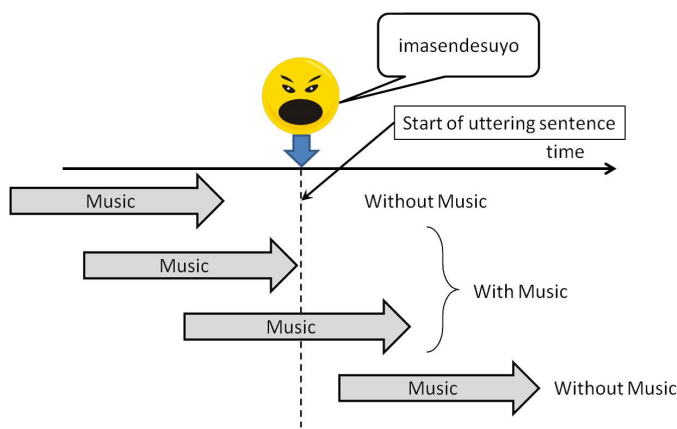 imasendesuyo
Start of uttering sentence
time
Music
Without Music
Music
With Music
Music
Music
Without Music